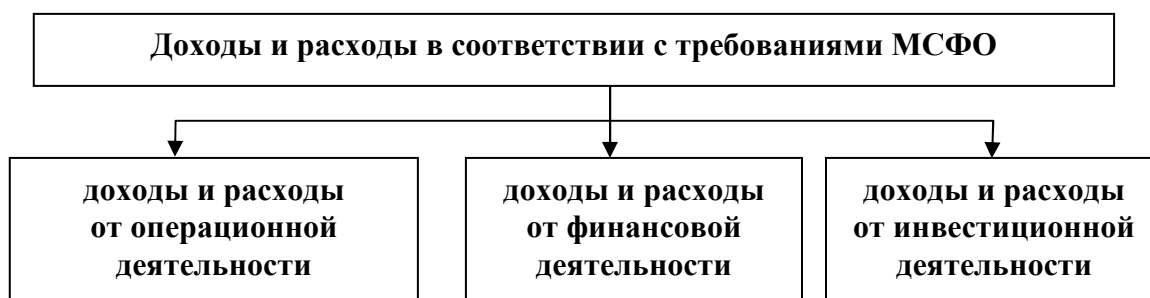 Доходы и расходы в соответствии с требованиями МСФО
доходы и расходы
от операционной
деятельности
доходы и расходы
от финансовой
деятельности
доходы и расходы
от инвестиционной
деятельности